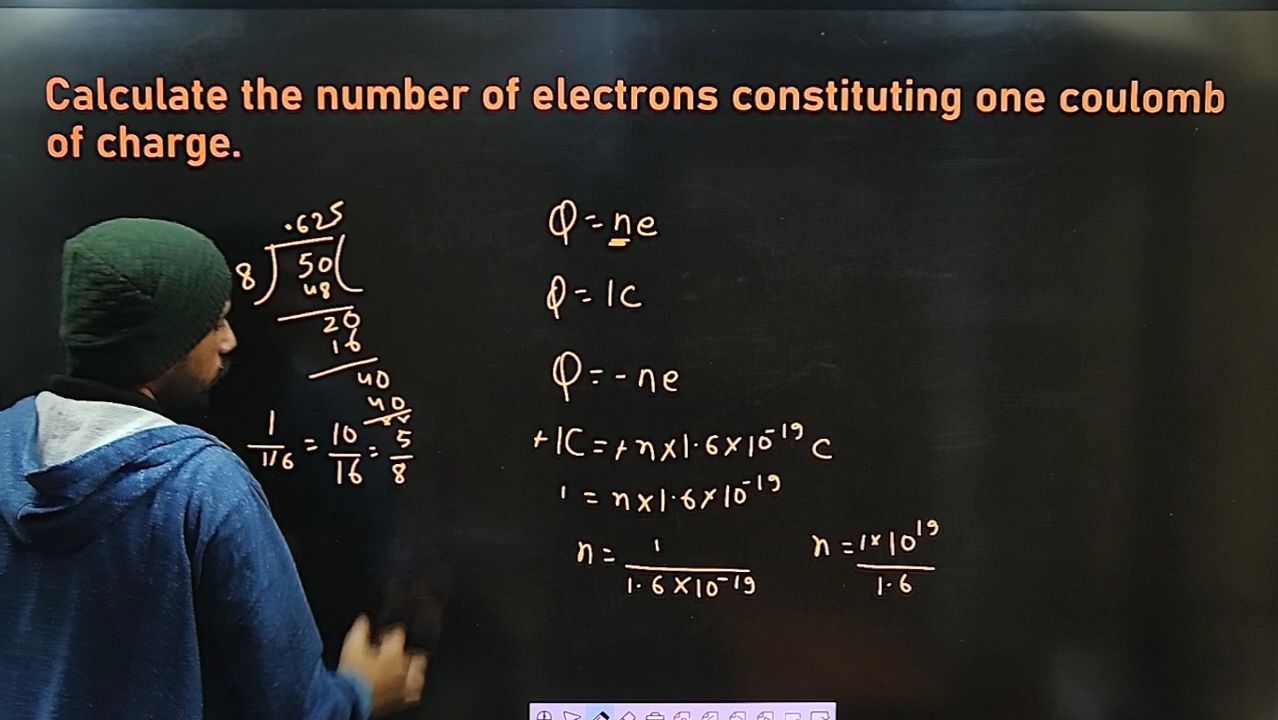 Calculate the number of electrons constituting one coulomb
of charge.
.625
8) 50 (
48
20
16
40
40
××
1/1.6 = 10/16 = 5/8
Q = ne
Q = 1C
Q = - ne
+1C = +n×1.6×10⁻¹⁹ C
1 = n×1.6×10⁻¹⁹
n = 1/1.6×10⁻¹⁹
n = 1×10¹⁹/1.6